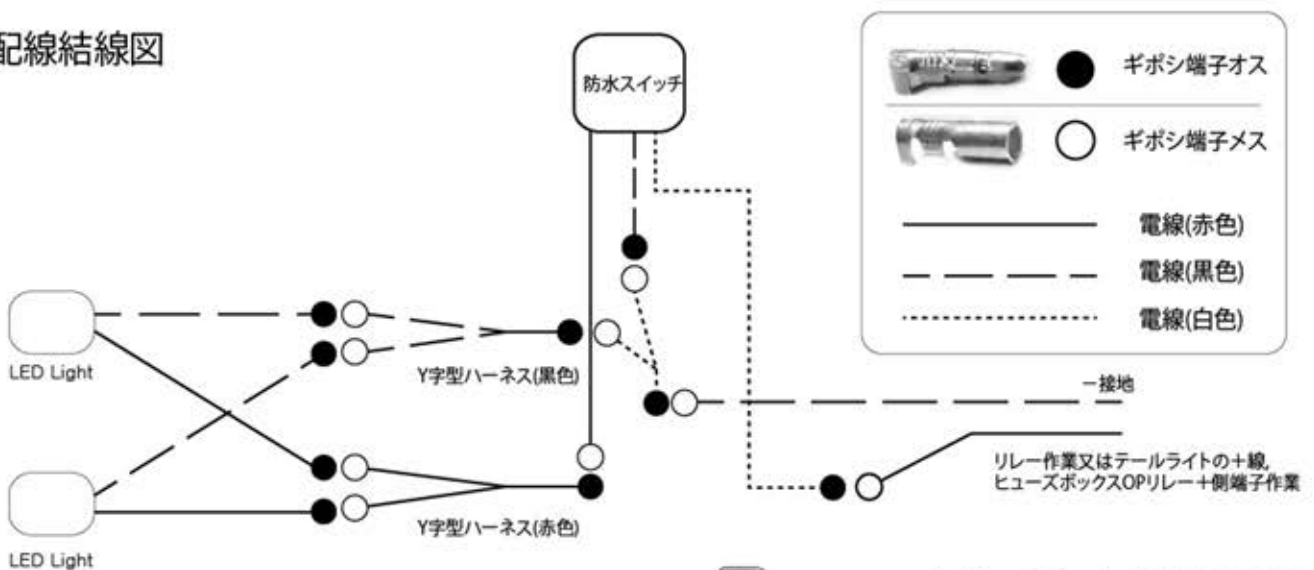 配線結線図
防水スイッチ
ギボシ端子オス
ギボシ端子メス
電線(赤色)
電線(黒色)
電線(白色)
LED Light
Y字型ハーネス(黒色)
ー接地
リレー作業又はテールライトの+線,
ヒューズボックスOPリレー+側端子作業
Y字型ハーネス(赤色)
LED Light